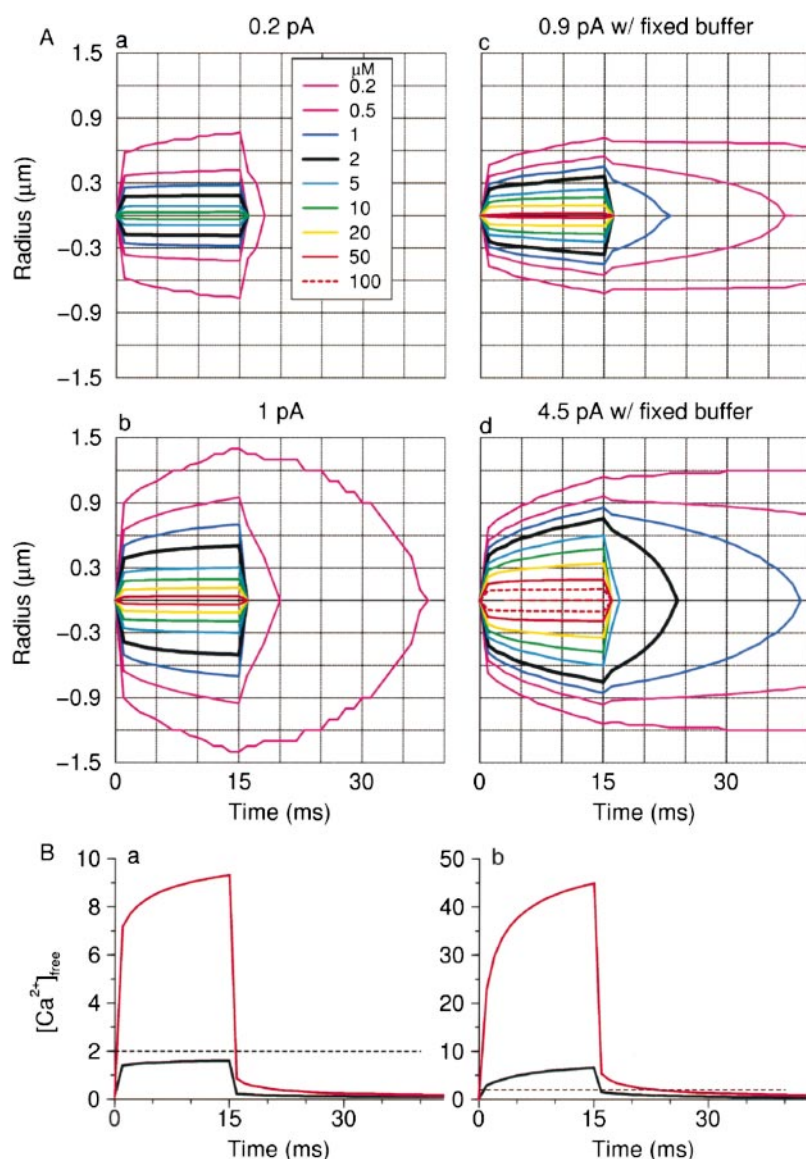 A
a
0.2 pA
1.5
0.9
0.3
−0.3
−0.9
−1.5
Radius (μm)
μM
0.2
0.5
1
2
5
10
20
50
100
c
0.9 pA w/ fixed buffer
b
1 pA
1.5
0.9
0.3
−0.3
−0.9
−1.5
Radius (μm)
0
15
30
Time (ms)
d
4.5 pA w/ fixed buffer
0
15
30
Time (ms)
B
a
10
8
6
4
2
0
[Ca²⁺]free
0
15
30
Time (ms)
b
50
40
30
20
10
0
0
15
30
Time (ms)